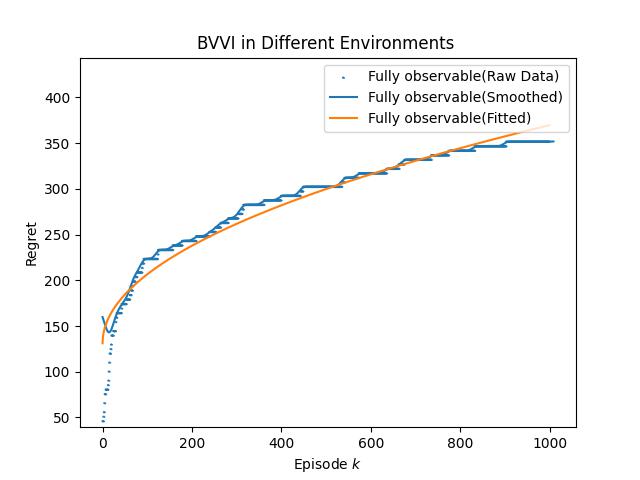 BVVI in Different Environments
Fully observable(Raw Data)
Fully observable(Smoothed)
Fully observable(Fitted)
Regret
400
350
300
250
200
150
100
50
0 200 400 600 800 1000
Episode k